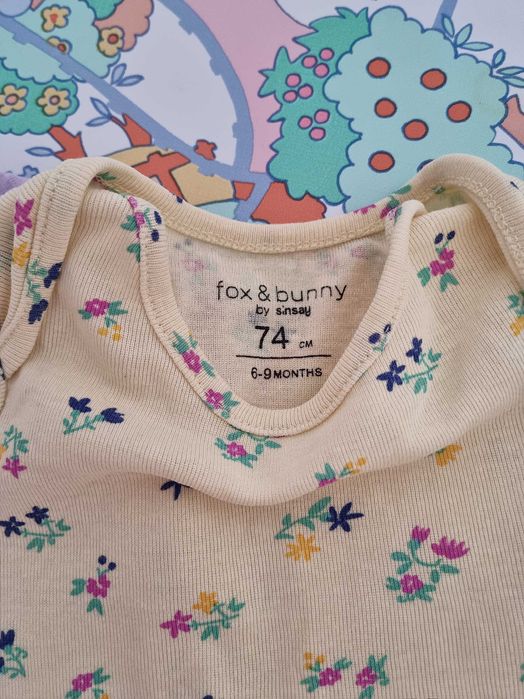 fox & bunny
by sinsay
74 CM
6-9 MONTHS